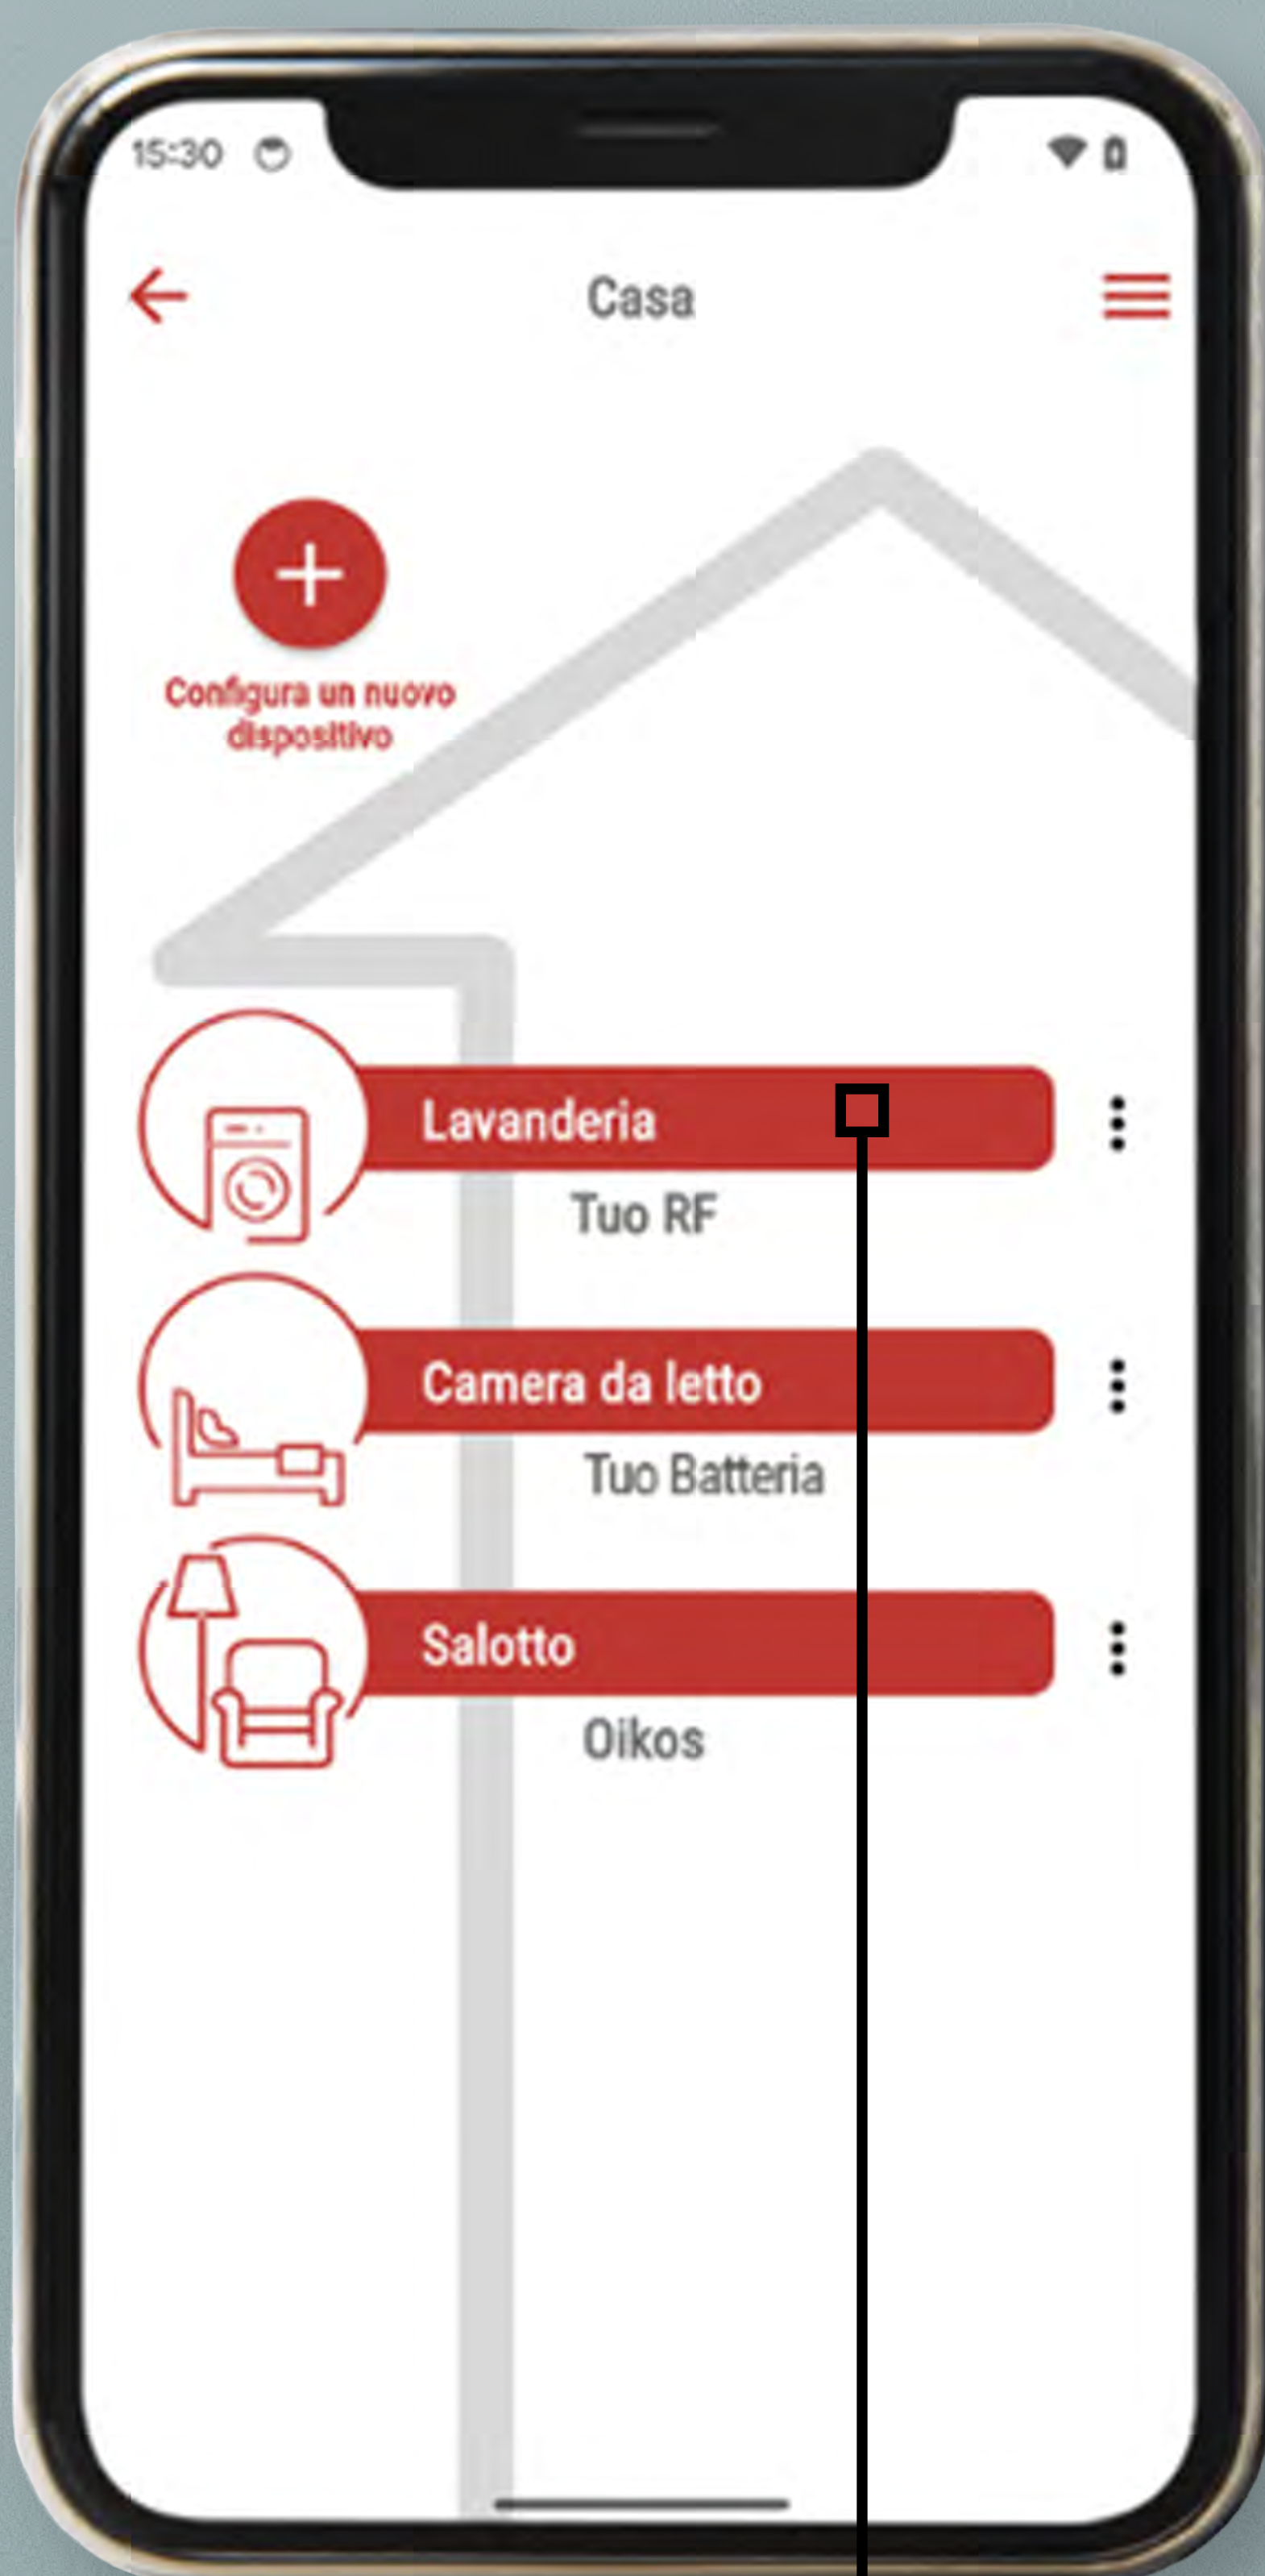 15:30
Casa
Configura un nuovo
dispositivo
Lavanderia
Tuo RF
Camera da letto
Tuo Batteria
Salotto
Oikos